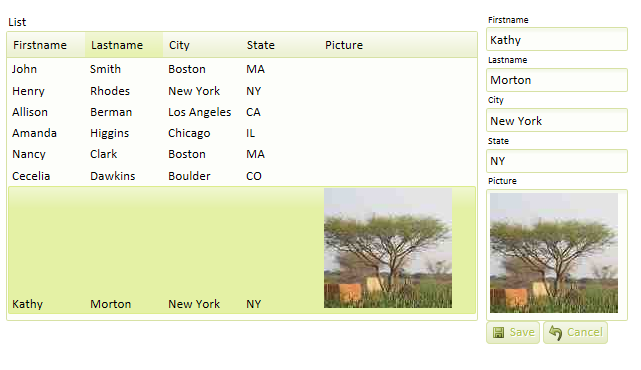 List
Firstname Lastname City State Picture
John Smith Boston MA
Henry Rhodes New York NY
Allison Berman Los Angeles CA
Amanda Higgins Chicago IL
Nancy Clark Boston MA
Cecelia Dawkins Boulder CO
Kathy Morton New York NY
Firstname
Kathy
Lastname
Morton
City
New York
State
NY
Picture
Save Cancel